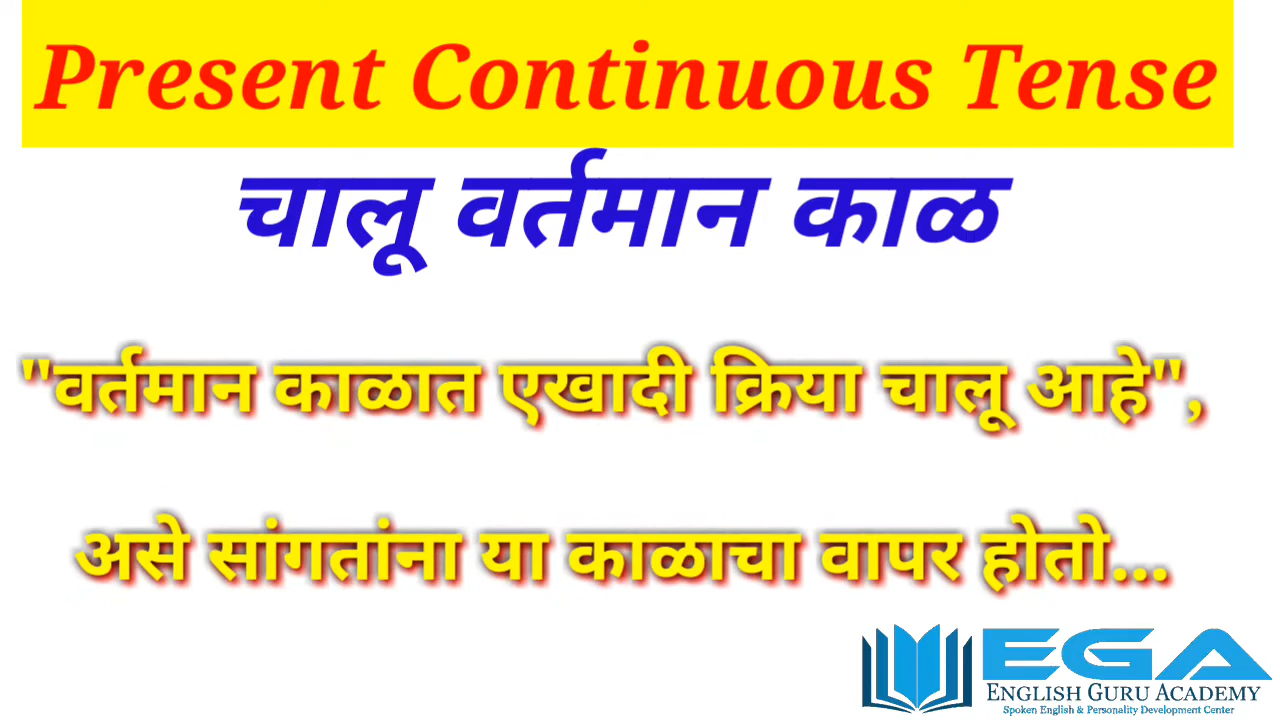 Present Continuous Tense
चालू वर्तमान काळ
"वर्तमान काळात एखादी क्रिया चालू आहे",
असे सांगतांना या काळाचा वापर होतो...
EGA
ENGLISH GURU ACADEMY
Spoken English & Personality Development Center